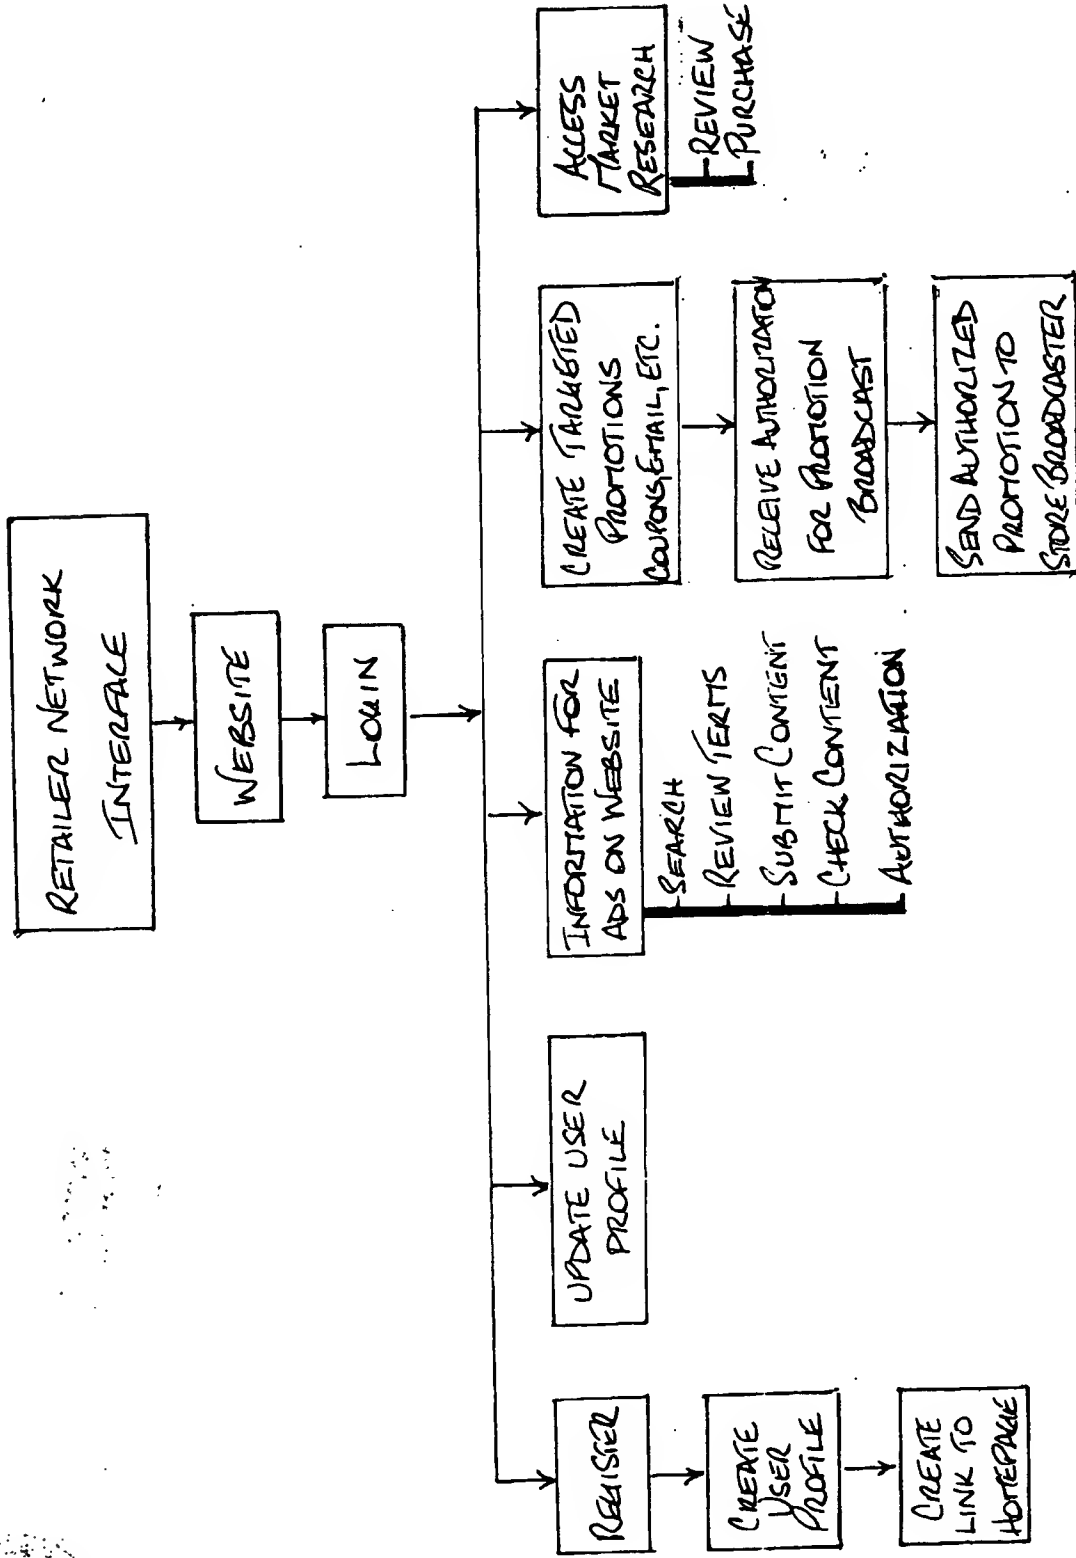 RETAILER NETWORK
INTERFACE
WEBSITE
LOGIN
REGISTER
CREATE
USER
PROFILE
CREATE
LINK TO
HOMEPAGE
UPDATE USER
PROFILE
INFORMATION FOR
ADS ON WEBSITE
SEARCH
REVIEW TERMS
SUBMIT CONTENT
CHECK CONTENT
AUTHORIZATION
CREATE TARGETED
PROMOTIONS
COUPONS, EMAIL, ETC.
RECEIVE AUTHORIZATION
FOR PROMOTION
BROADCAST
SEND AUTHORIZED
PROMOTION TO
STORE BROADCASTER
ACCESS
MARKET
RESEARCH
REVIEW
PURCHASE